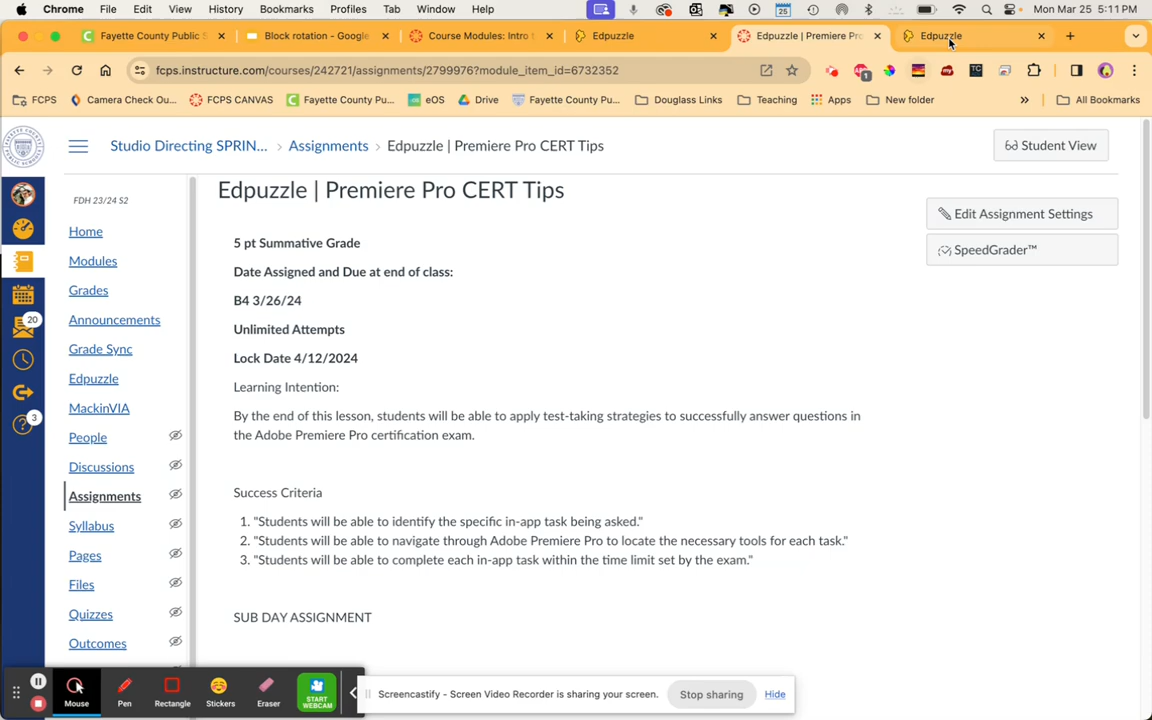 Chrome File Edit View History Bookmarks Profiles Tab Window Help 25 Mon Mar 25 5:11 PM
Fayette County Public S Block rotation - Google Course Modules: Intro t Edpuzzle Edpuzzle | Premiere Pro Edpuzzle
fcps.instructure.com/courses/242721/assignments/2799976?module_item_id=6732352 1 TC
FCPS Camera Check Ou... FCPS CANVAS Fayette County Pu... eOS Drive Fayette County Pu... Douglass Links Teaching Apps New folder » All Bookmarks
Studio Directing SPRIN... › Assignments › Edpuzzle | Premiere Pro CERT Tips Student View
FDH 23/24 S2
Home
Modules
Grades
Announcements
Grade Sync
Edpuzzle
MackinVIA
People
Discussions
Assignments
Syllabus
Pages
Files
Quizzes
Outcomes
20
3
Edpuzzle | Premiere Pro CERT Tips
5 pt Summative Grade
Date Assigned and Due at end of class:
B4 3/26/24
Unlimited Attempts
Lock Date 4/12/2024
Learning Intention:
By the end of this lesson, students will be able to apply test-taking strategies to successfully answer questions in
the Adobe Premiere Pro certification exam.
Success Criteria
1. "Students will be able to identify the specific in-app task being asked."
2. "Students will be able to navigate through Adobe Premiere Pro to locate the necessary tools for each task."
3. "Students will be able to complete each in-app task within the time limit set by the exam."
SUB DAY ASSIGNMENT
Edit Assignment Settings
SpeedGrader™
Mouse Pen Rectangle Stickers Eraser START WEBCAM
Screencastify - Screen Video Recorder is sharing your screen. Stop sharing Hide